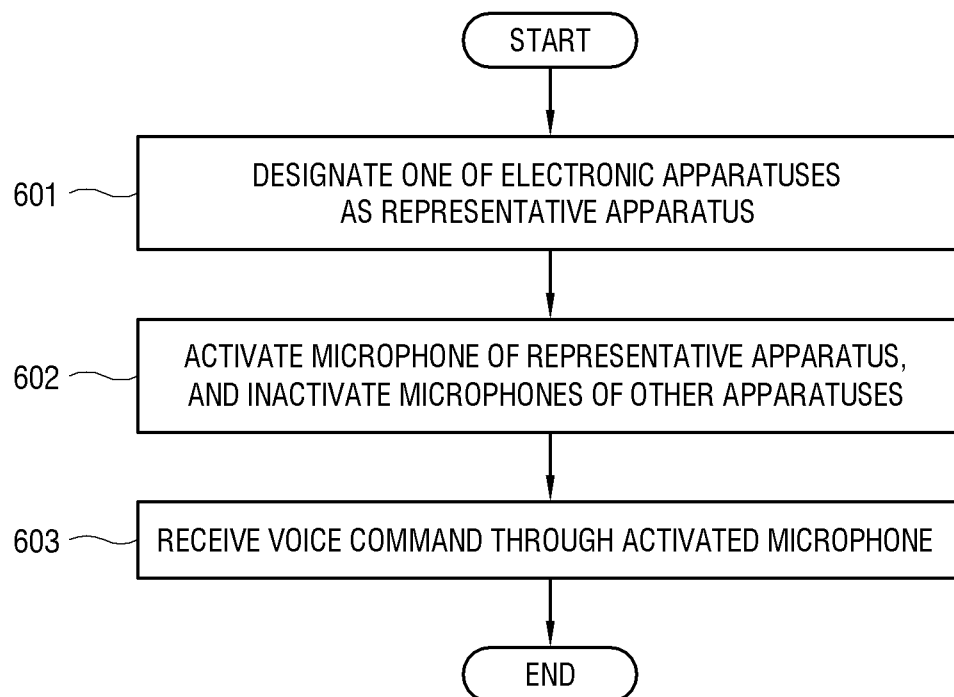 START
601
DESIGNATE ONE OF ELECTRONIC APPARATUSES
AS REPRESENTATIVE APPARATUS
602
ACTIVATE MICROPHONE OF REPRESENTATIVE APPARATUS,
AND INACTIVATE MICROPHONES OF OTHER APPARATUSES
603
RECEIVE VOICE COMMAND THROUGH ACTIVATED MICROPHONE
END